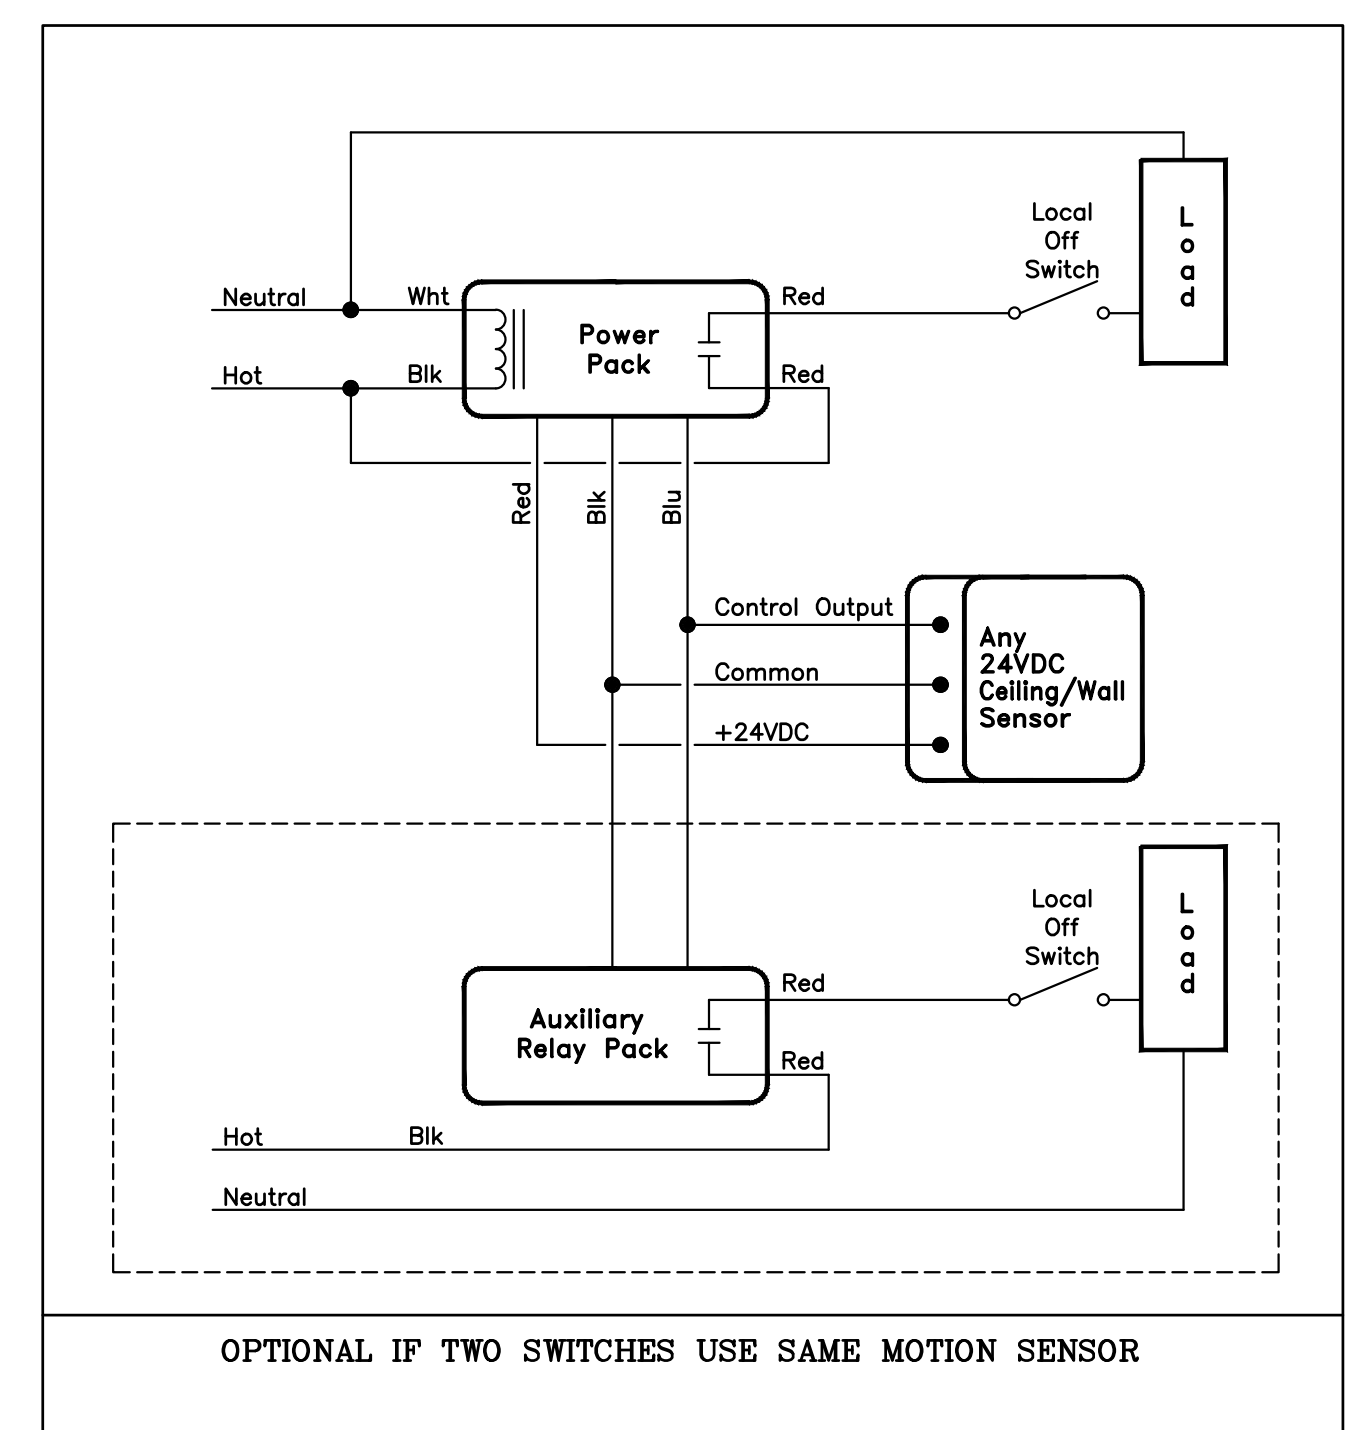 Local
Off
Switch
Load
Neutral
Wht
Power
Pack
Red
Hot
Blk
Red
Red
Blk
Blu
Control Output
Common
+24VDC
Any
24VDC
Ceiling/Wall
Sensor
Local
Off
Switch
Load
Auxiliary
Relay Pack
Red
Red
Hot
Blk
Neutral
OPTIONAL IF TWO SWITCHES USE SAME MOTION SENSOR